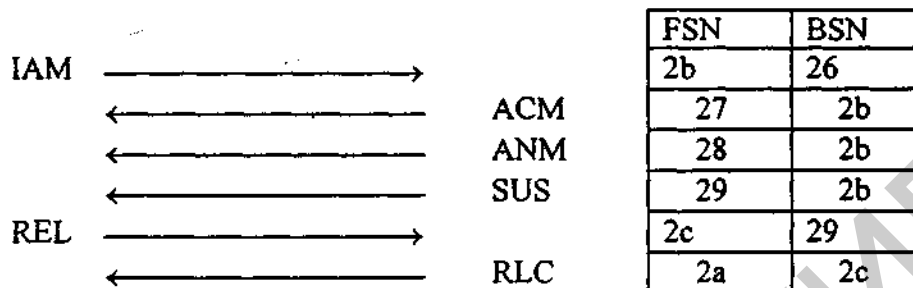 FSN BSN
IAM 2b 26
ACM 27 2b
ANM 28 2b
SUS 29 2b
REL 2c 29
RLC 2a 2c